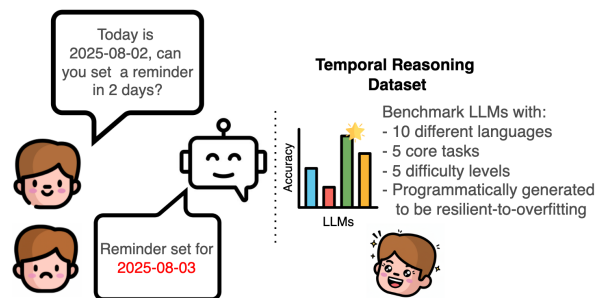 Today is
2025-08-02, can
you set a reminder
in 2 days?
Reminder set for
2025-08-03
Temporal Reasoning
Dataset
Accuracy
LLMs
Benchmark LLMs with:
- 10 different languages
- 5 core tasks
- 5 difficulty levels
- Programmatically generated
to be resilient-to-overfitting